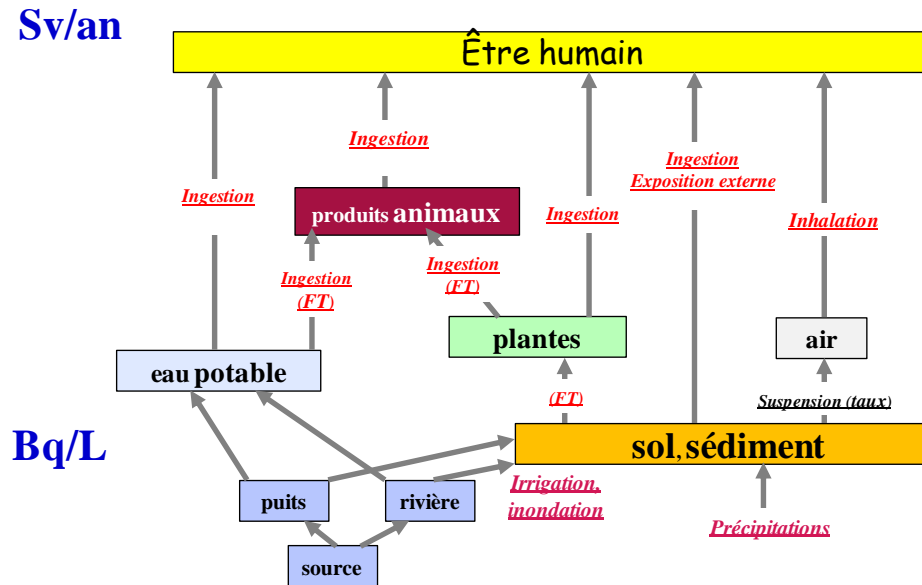 Sv/an
Être humain
Ingestion
Ingestion
Ingestion
Exposition externe
Ingestion
Ingestion
Inhalation
produits animaux
Ingestion
(FT)
Ingestion
(FT)
plantes
air
eau potable
(FT)
Suspension (taux)
Bq/L
sol, sédiment
puits
rivière
Irrigation,
inondation
Précipitations
source